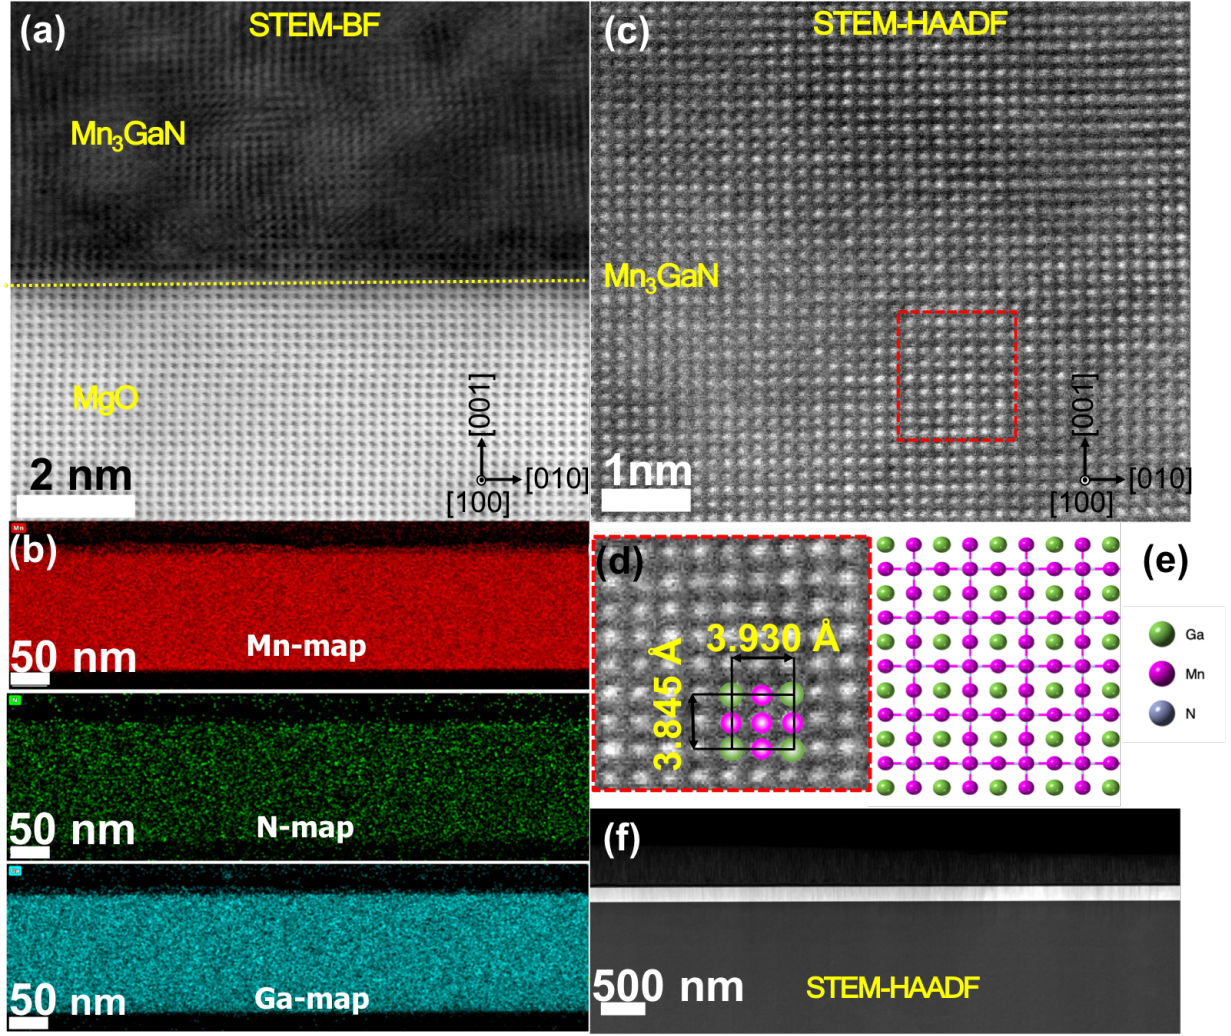 (a)
STEM-BF
Mn₃GaN
MgO
[001]
[010]
[100]
2 nm
(b)
Mn
Mn-map
50 nm
N
N-map
50 nm
Ga-map
50 nm
(c)
STEM-HAADF
Mn₃GaN
[001]
[010]
[100]
1nm
(d)
3.930 Å
3.845 Å
(e)
Ga
Mn
N
(f)
500 nm
STEM-HAADF